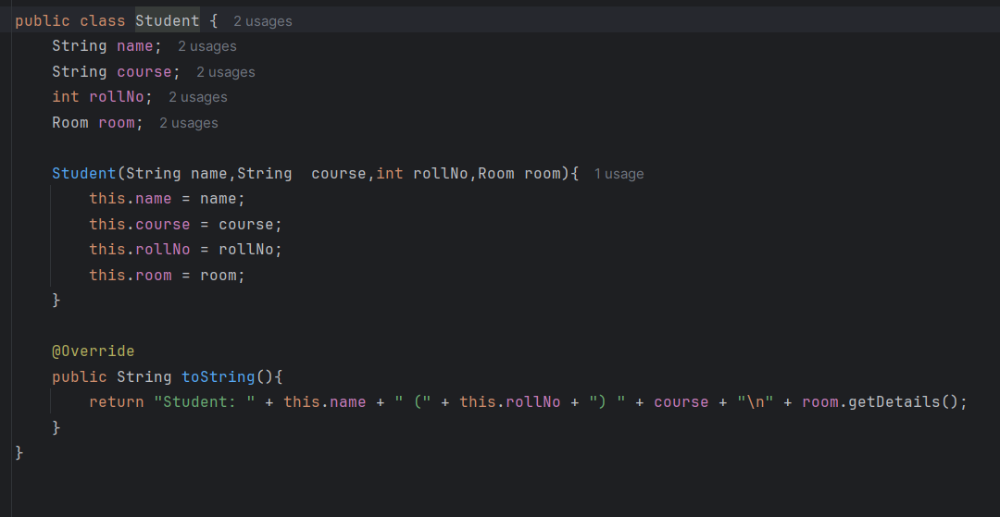 public class Student {  2 usages
    String name;  2 usages
    String course;  2 usages
    int rollNo;  2 usages
    Room room;  2 usages

    Student(String name,String  course,int rollNo,Room room){  1 usage
        this.name = name;
        this.course = course;
        this.rollNo = rollNo;
        this.room = room;
    }

    @Override
    public String toString(){
        return "Student: " + this.name + " (" + this.rollNo + ") " + course + "\n" + room.getDetails();
    }
}